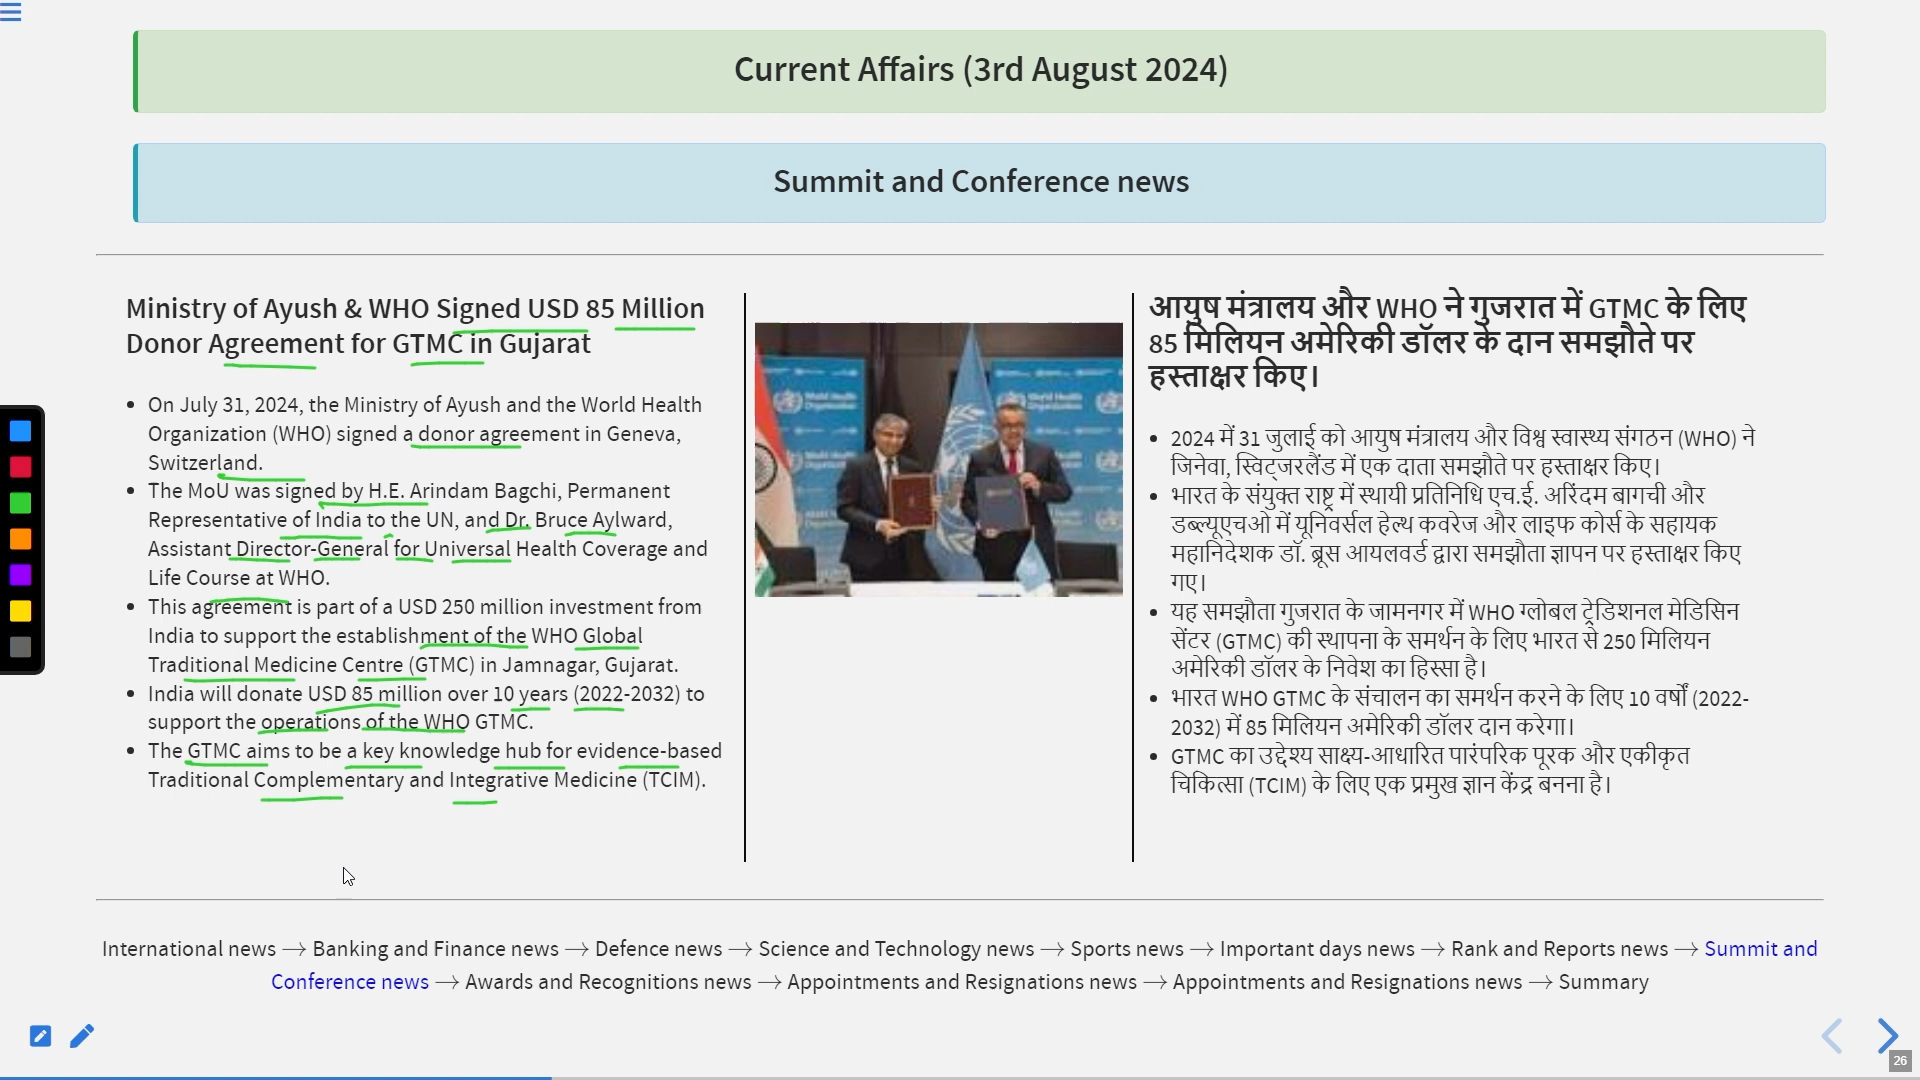 Current Affairs (3rd August 2024)
Summit and Conference news
Ministry of Ayush & WHO Signed USD 85 Million
Donor Agreement for GTMC in Gujarat
• On July 31, 2024, the Ministry of Ayush and the World Health
Organization (WHO) signed a donor agreement in Geneva,
Switzerland.
• The MoU was signed by H.E. Arindam Bagchi, Permanent
Representative of India to the UN, and Dr. Bruce Aylward,
Assistant Director-General for Universal Health Coverage and
Life Course at WHO.
• This agreement is part of a USD 250 million investment from
India to support the establishment of the WHO Global
Traditional Medicine Centre (GTMC) in Jamnagar, Gujarat.
• India will donate USD 85 million over 10 years (2022-2032) to
support the operations of the WHO GTMC.
• The GTMC aims to be a key knowledge hub for evidence-based
Traditional Complementary and Integrative Medicine (TCIM).
World Health
Organization
आयुष मंत्रालय और WHO ने गुजरात में GTMC के लिए
85 मिलियन अमेरिकी डॉलर के दान समझौते पर
हस्ताक्षर किए।
• 2024 में 31 जुलाई को आयुष मंत्रालय और विश्व स्वास्थ्य संगठन (WHO) ने
जिनेवा, स्विट्जरलैंड में एक दाता समझौते पर हस्ताक्षर किए।
• भारत के संयुक्त राष्ट्र में स्थायी प्रतिनिधि एच.ई. अरिंदम बागची और
डब्ल्यूएचओ में यूनिवर्सल हेल्थ कवरेज और लाइफ कोर्स के सहायक
महानिदेशक डॉ. ब्रूस आयलवर्ड द्वारा समझौता ज्ञापन पर हस्ताक्षर किए
गए।
• यह समझौता गुजरात के जामनगर में WHO ग्लोबल ट्रेडिशनल मेडिसिन
सेंटर (GTMC) की स्थापना के समर्थन के लिए भारत से 250 मिलियन
अमेरिकी डॉलर के निवेश का हिस्सा है।
• भारत WHO GTMC के संचालन का समर्थन करने के लिए 10 वर्षों (2022-
2032) में 85 मिलियन अमेरिकी डॉलर दान करेगा।
• GTMC का उद्देश्य साक्ष्य-आधारित पारंपरिक पूरक और एकीकृत
चिकित्सा (TCIM) के लिए एक प्रमुख ज्ञान केंद्र बनना है।
International news → Banking and Finance news → Defence news → Science and Technology news → Sports news → Important days news → Rank and Reports news → Summit and
Conference news → Awards and Recognitions news → Appointments and Resignations news → Appointments and Resignations news → Summary
26